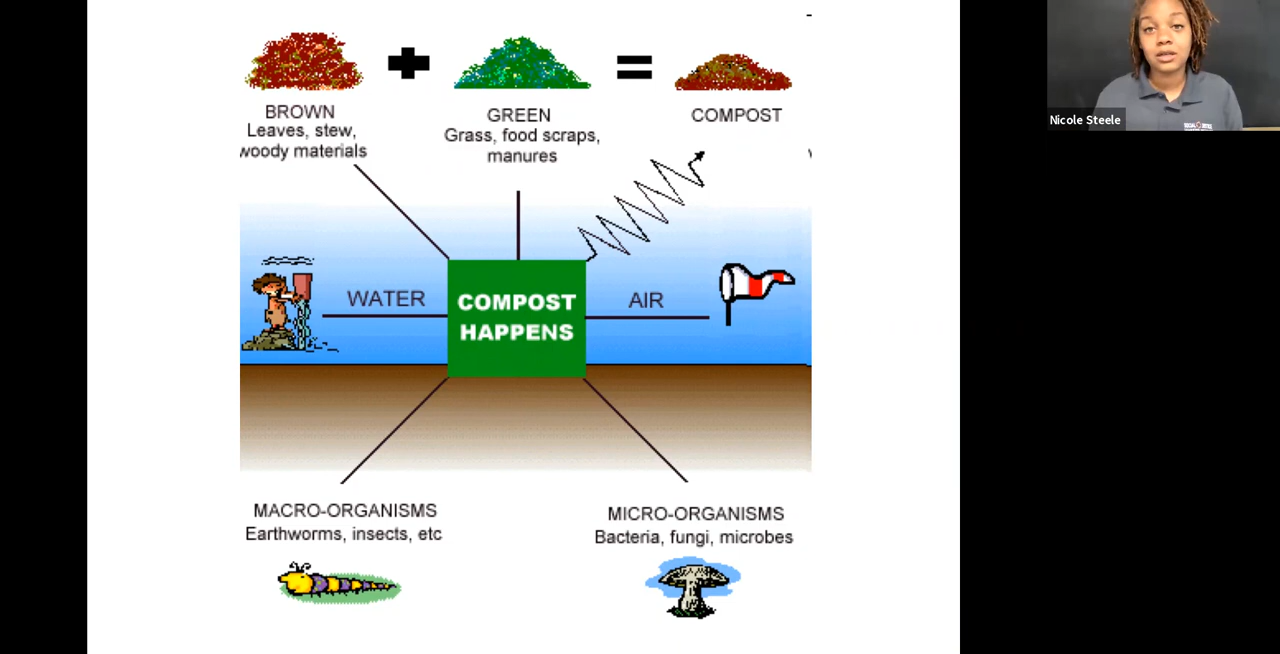 BROWN
Leaves, stew,
woody materials
GREEN
Grass, food scraps,
manures
COMPOST
WATER
COMPOST
HAPPENS
AIR
MACRO-ORGANISMS
Earthworms, insects, etc
MICRO-ORGANISMS
Bacteria, fungi, microbes
Nicole Steele